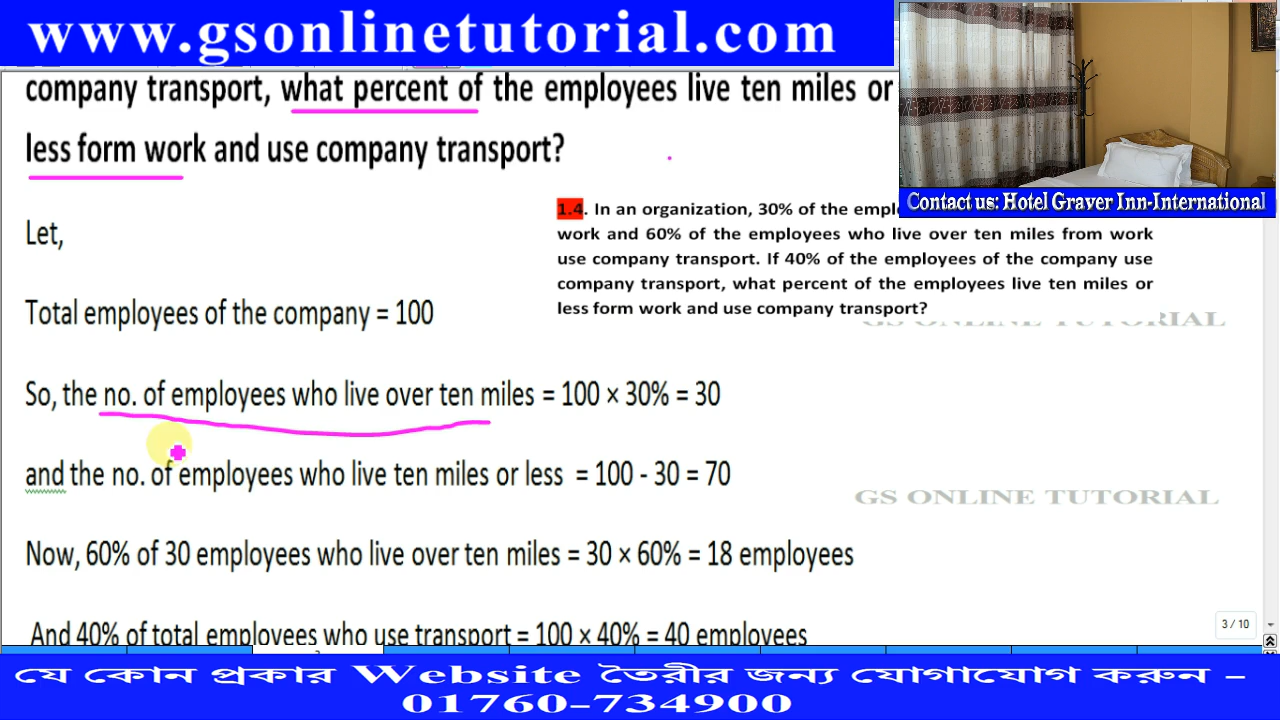 www.gsonlinetutorial.com
company transport, what percent of the employees live ten miles or
less form work and use company transport?
Contact us: Hotel Graver Inn-International
1.4. In an organization, 30% of the
work and 60% of the employees who live over ten miles from work
use company transport. If 40% of the employees of the company use
company transport, what percent of the employees live ten miles or
less form work and use company transport?
Let,
Total employees of the company = 100
So, the no. of employees who live over ten miles = 100 × 30% = 30
and the no. of employees who live ten miles or less = 100 - 30 = 70
GS ONLINE TUTORIAL
Now, 60% of 30 employees who live over ten miles = 30 × 60% = 18 employees
And 40% of total employees who use transport = 100 × 40% = 40 employees
3 / 10
যে কোন প্রকার Website তৈরীর জন্য যোগাযোগ করুন –
01760-734900